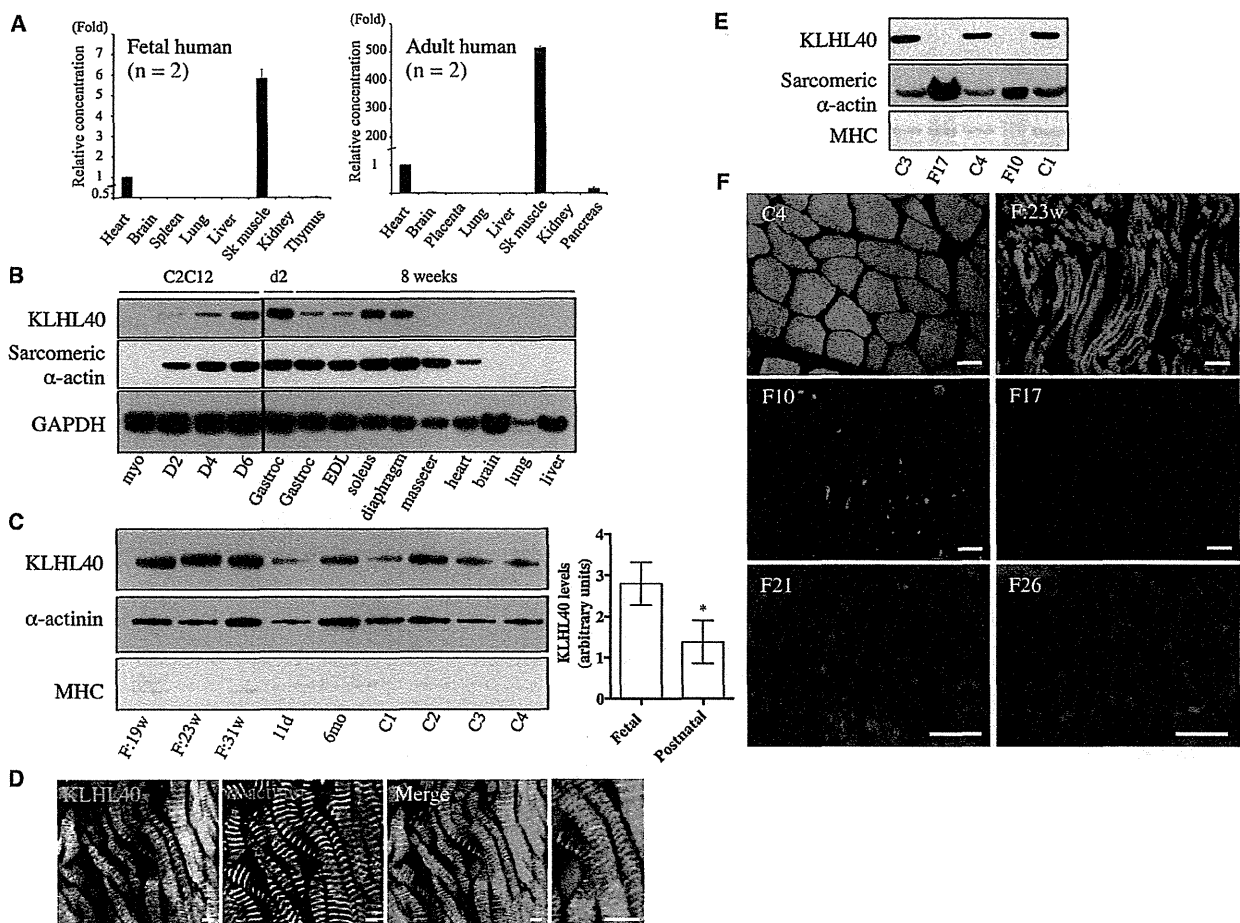 A
(Fold)
Relative concentration
8
7
6
5
4
3
2
1
0.5
Fetal human
(n = 2)
Heart
Brain
Spleen
Lung
Liver
Sk muscle
Kidney
Thymus
(Fold)
Relative concentration
500
400
300
200
1
Adult human
(n = 2)
Heart
Brain
Placenta
Lung
Liver
Sk muscle
Kidney
Pancreas
B
C2C12 d2 8 weeks
KLHL40
Sarcomeric
α-actin
GAPDH
myo D2 D4 D6 Gastroc Gastroc EDL soleus diaphragm masseter heart brain lung liver
C
KLHL40
α-actinin
MHC
F:19w F:23w F:31w 11d 6mo C1 C2 C3 C4
KLHL40 levels
(arbitrary units)
4
3
2
1
0
*
Fetal
Postnatal
D
KLHL40
Merge
E
KLHL40
Sarcomeric
α-actin
MHC
C3 F17 C4 F10 C1
F
C4
F:23w
F10
F17
F21
F26